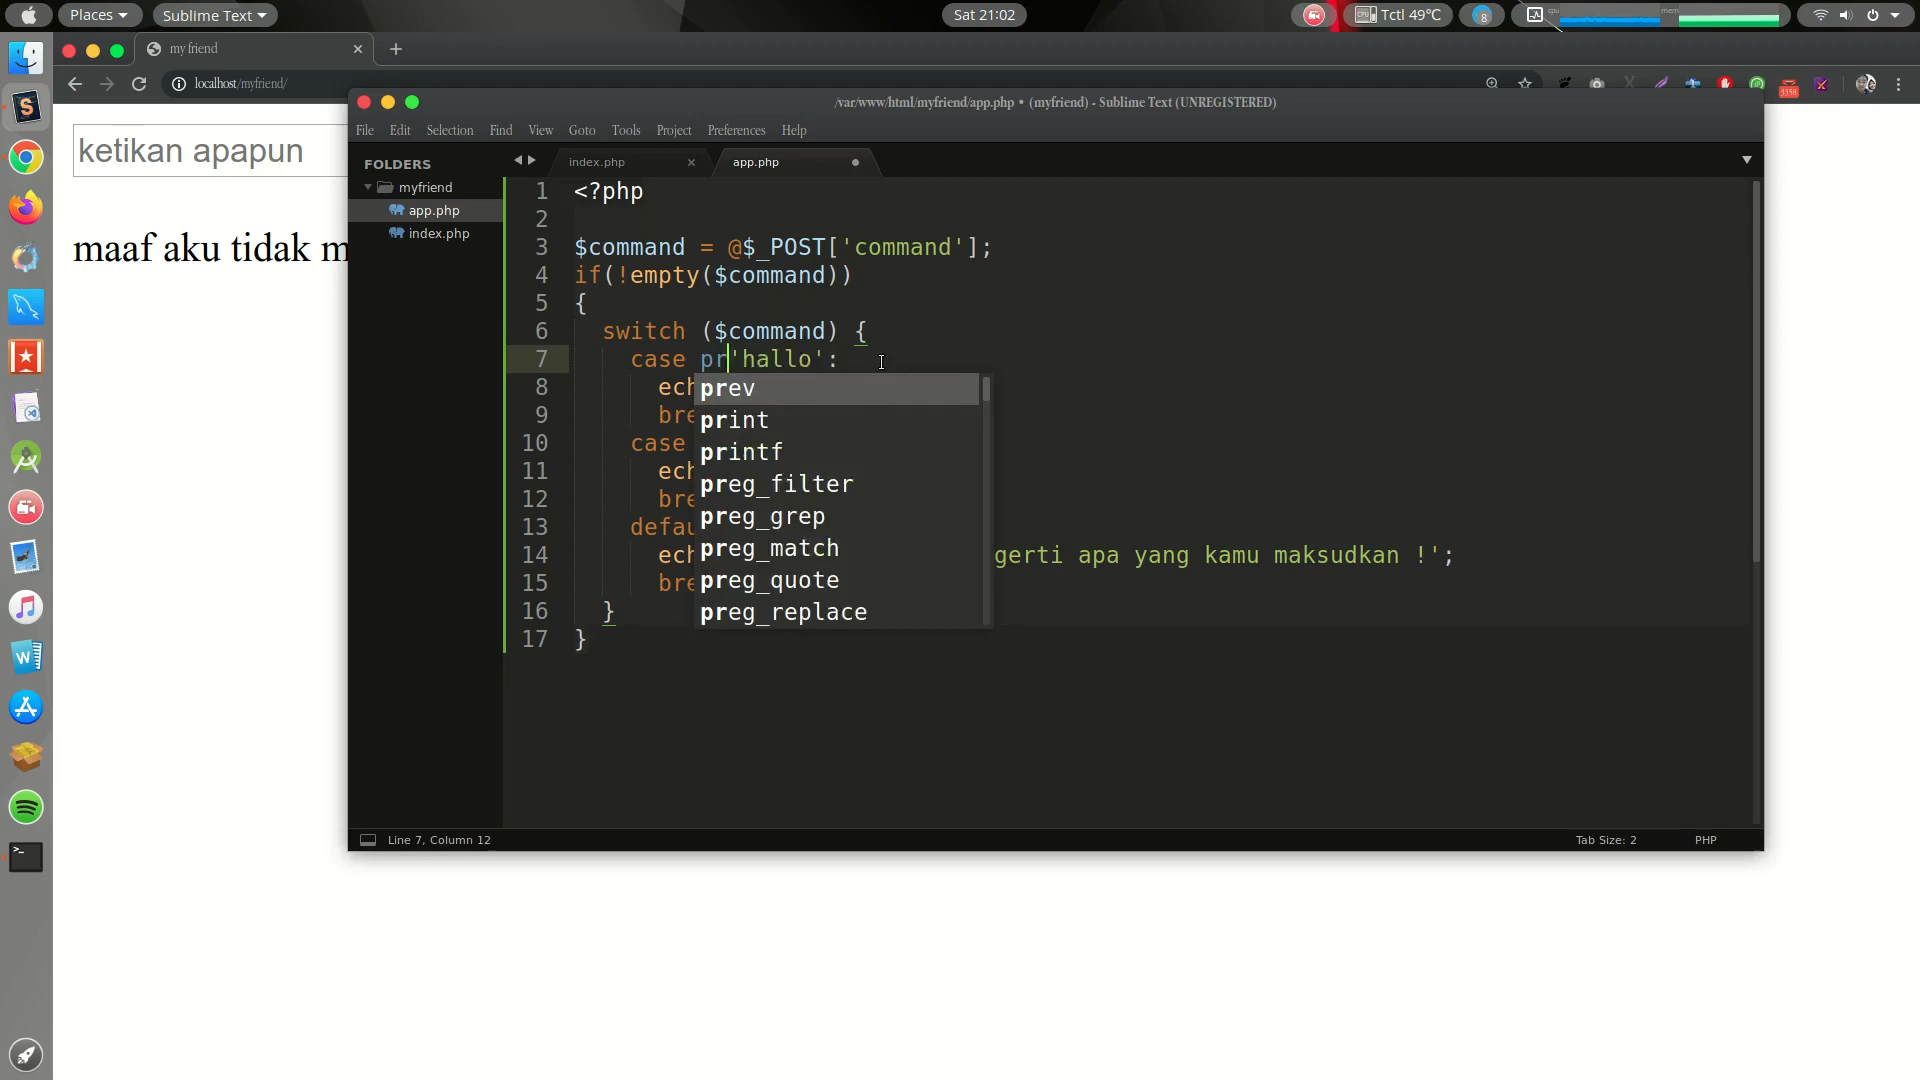 Places
Sublime Text
Sat 21:02
Tctl 49°C
8
cpu
mem
my friend
localhost/myfriend/
3358
ketikan apapun
maaf aku tidak m
/var/www/html/myfriend/app.php • (myfriend) - Sublime Text (UNREGISTERED)
File Edit Selection Find View Goto Tools Project Preferences Help
FOLDERS
myfriend
app.php
index.php
index.php
app.php
1 <?php
2
3 $command = @$_POST['command'];
4 if(!empty($command))
5 {
6 switch ($command) {
7 case pr'hallo':
8 ech
9 bre
10 case
11 ech
12 bre
13 defau
14 ech gerti apa yang kamu maksudkan !';
15 bre
16 }
17 }
prev
print
printf
preg_filter
preg_grep
preg_match
preg_quote
preg_replace
Line 7, Column 12
Tab Size: 2
PHP